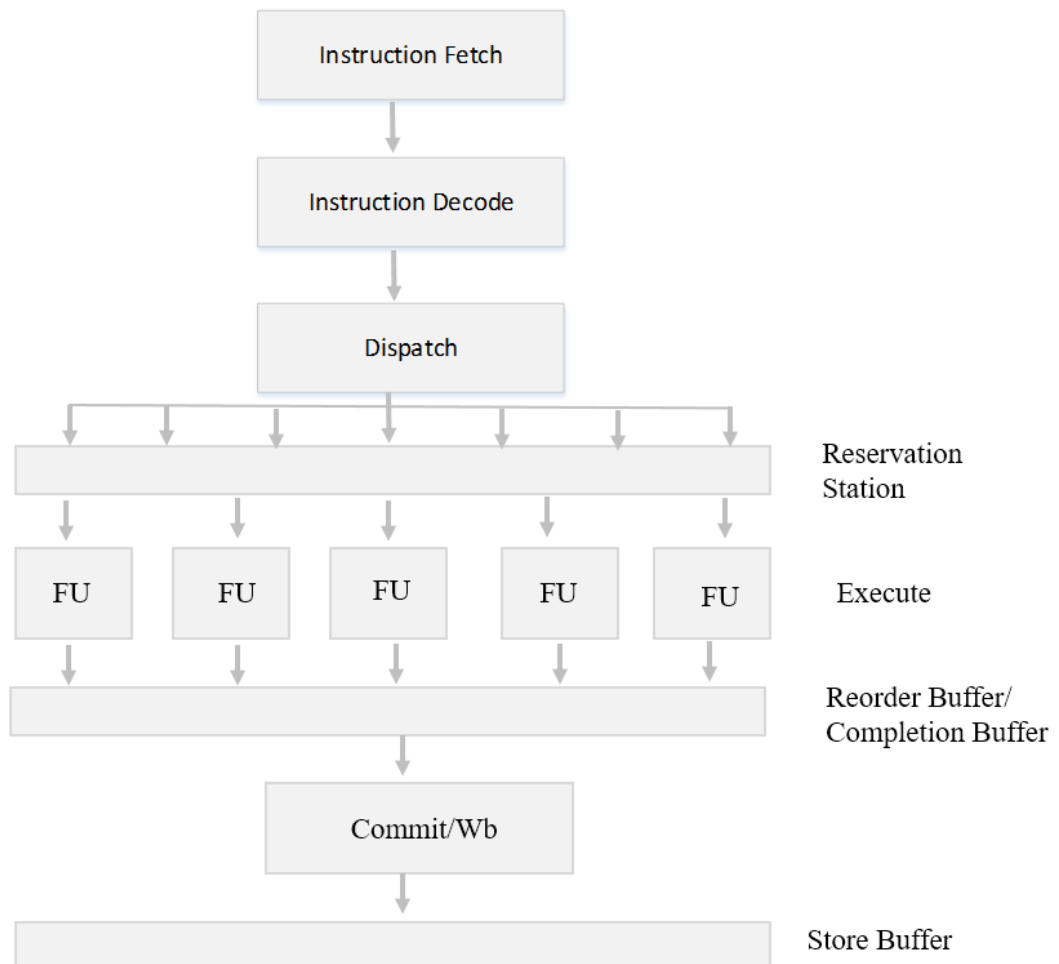 Instruction Fetch
Instruction Decode
Dispatch
Reservation
Station
FU FU FU FU FU
Execute
Reorder Buffer/
Completion Buffer
Commit/Wb
Store Buffer